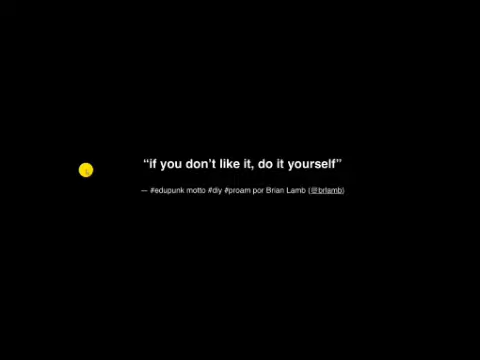 “if you don’t like it, do it yourself”
— #edupunk motto #diy #proam por Brian Lamb (@brlamb)